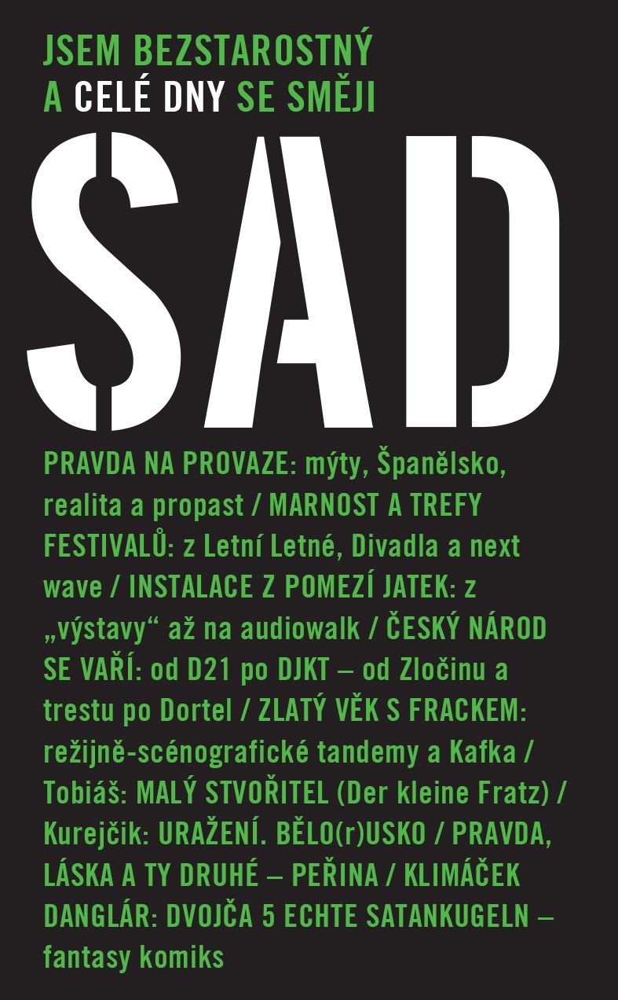 JSEM BEZSTAROSTNÝ
A CELÉ DNY SE SMĚJI
SAD
PRAVDA NA PROVAZE: mýty, Španělsko,
realita a propast / MARNOST A TREFY
FESTIVALŮ: z Letní Letné, Divadla a next
wave / INSTALACE Z POMEZÍ JATEK: z
„výstavy“ až na audiowalk / ČESKÝ NÁROD
SE VAŘÍ: od D21 po DJKT – od Zločinu a
trestu po Dortel / ZLATÝ VĚK S FRACKEM:
režijně-scénografické tandemy a Kafka /
Tobiáš: MALÝ STVOŘITEL (Der kleine Fratz) /
Kurejčik: URAŽENÍ. BĚLO(r)USKO / PRAVDA,
LÁSKA A TY DRUHÉ – PEŘINA / KLIMÁČEK
DANGLÁR: DVOJČA 5 ECHTE SATANKUGELN –
fantasy komiks